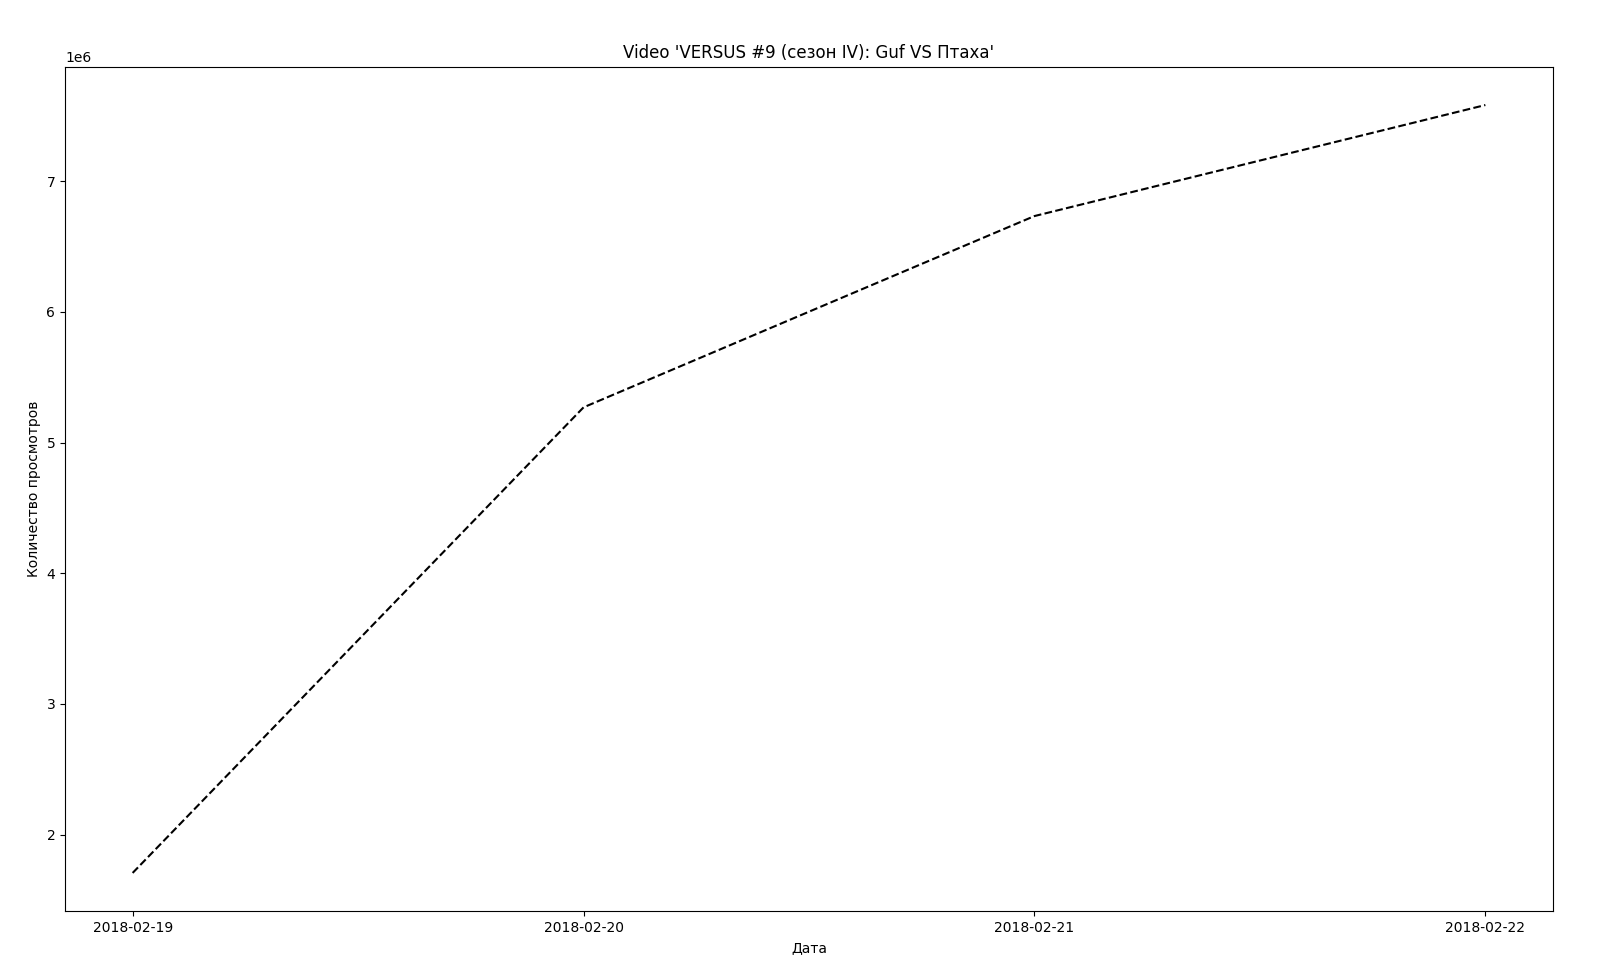 Video 'VERSUS #9 (сезон IV): Guf VS Птаха'
1e6
7
6
5
4
3
2
Количество просмотров
2018-02-19
2018-02-20
2018-02-21
2018-02-22
Дата